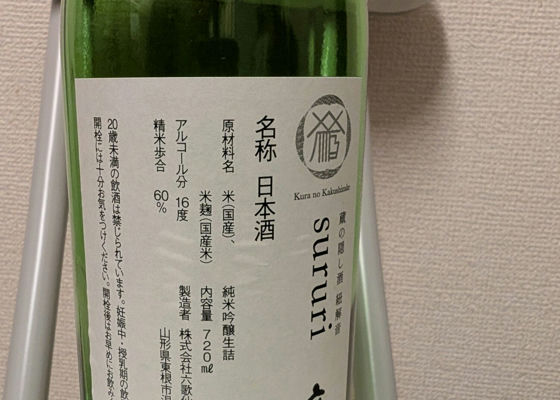 Kura no Kakushizake
蔵の隠し酒 紐解音
sururi
名称 日本酒
原材料名 米(国産)、
米麹(国産米)
アルコール分 16度
精米歩合 60%
純米吟醸生詰
内容量 720㎖
製造者 株式会社六歌仙
山形県東根市温
20歳未満の飲酒は禁じられています。妊娠中・授乳期の飲
開栓には十分お気をつけください。開栓後はお早めにお飲み